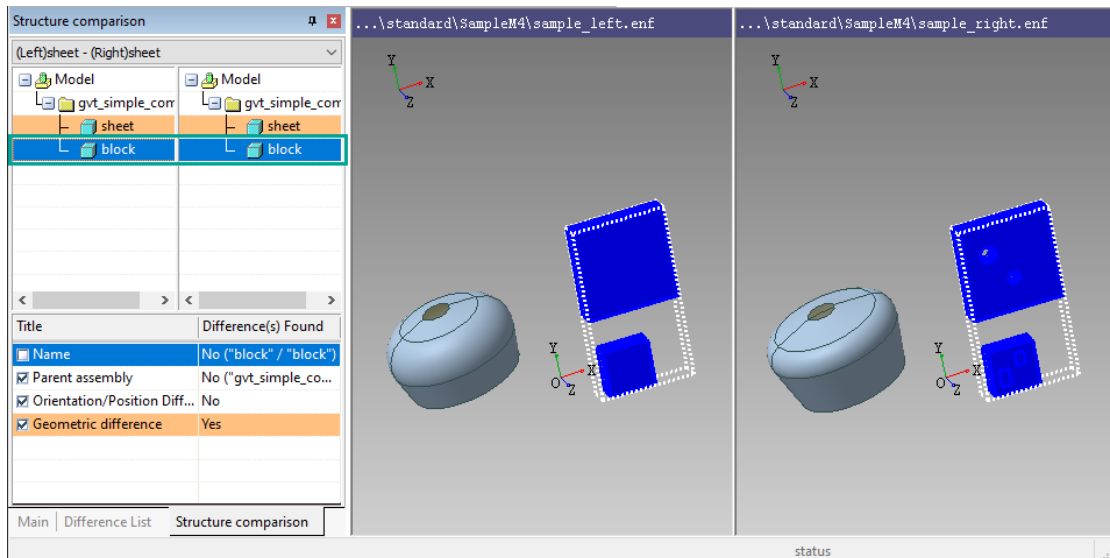 Structure comparison
...\standard\SampleM4\sample_left.enf
...\standard\SampleM4\sample_right.enf
(Left)sheet - (Right)sheet
Model
Model
gvt_simple_com
gvt_simple_com
sheet
sheet
block
block
Y
X
Z
Y
X
Z
Title
Difference(s) Found
Name
No ("block" / "block")
Parent assembly
No ("gvt_simple_co...
Orientation/Position Diff...
No
Geometric difference
Yes
Y
X
O
Z
Y
X
O
Z
Main
Difference List
Structure comparison
status